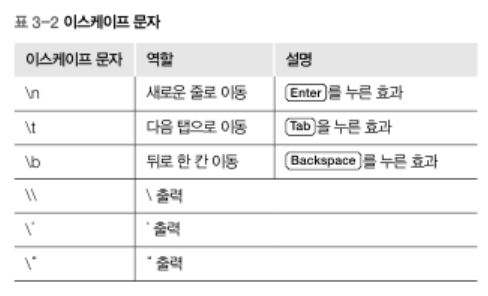 표 3-2 이스케이프 문자
이스케이프 문자 역할 설명
\n 새로운 줄로 이동 Enter를 누른 효과
\t 다음 탭으로 이동 Tab을 누른 효과
\b 뒤로 한 칸 이동 Backspace를 누른 효과
\\ \ 출력
\' ' 출력
\" " 출력